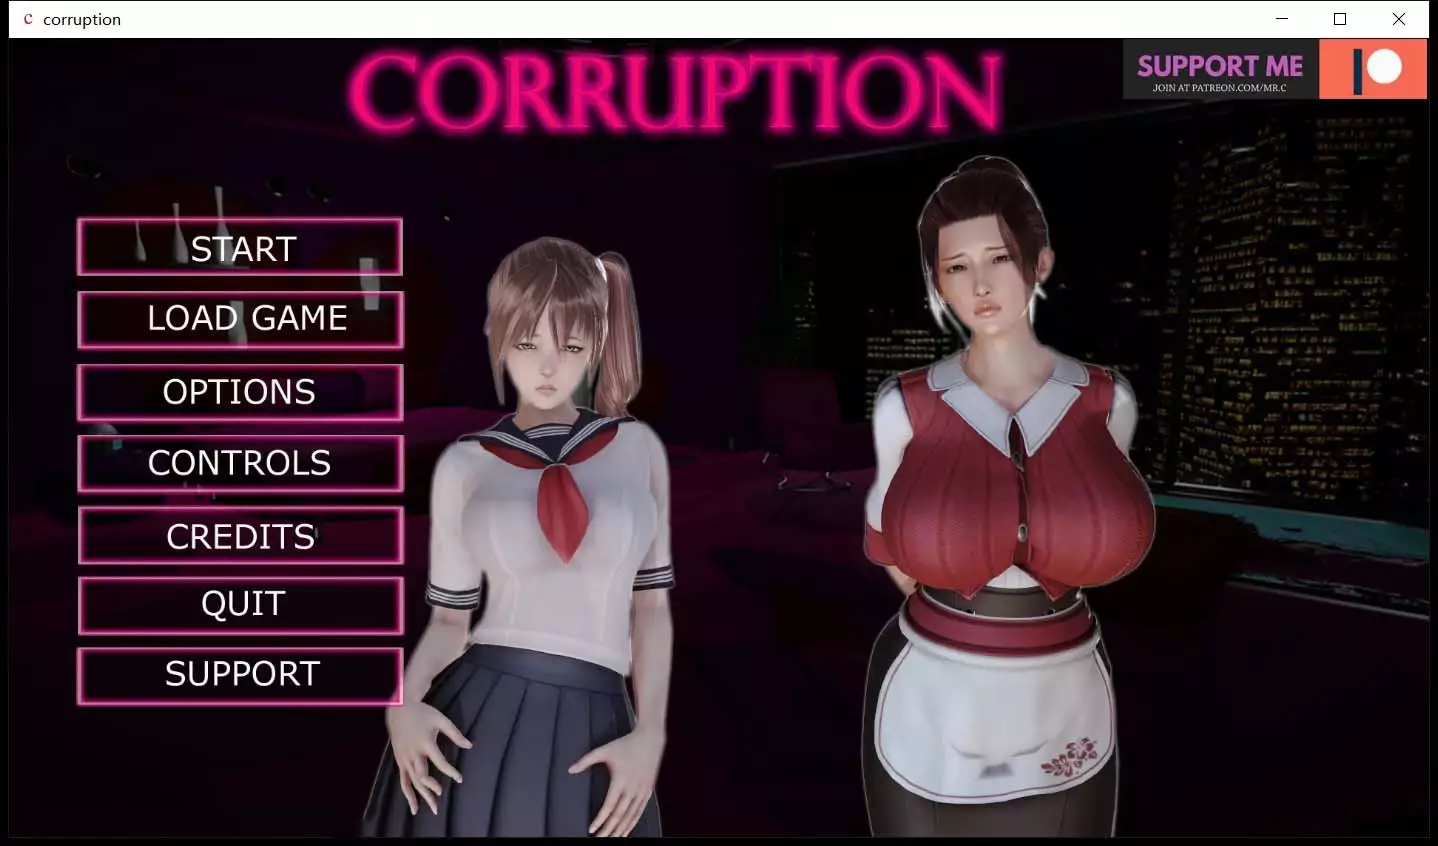 corruption
CORRUPTION
SUPPORT ME
JOIN AT PATREON.COM/MR.C
START
LOAD GAME
OPTIONS
CONTROLS
CREDITS
QUIT
SUPPORT